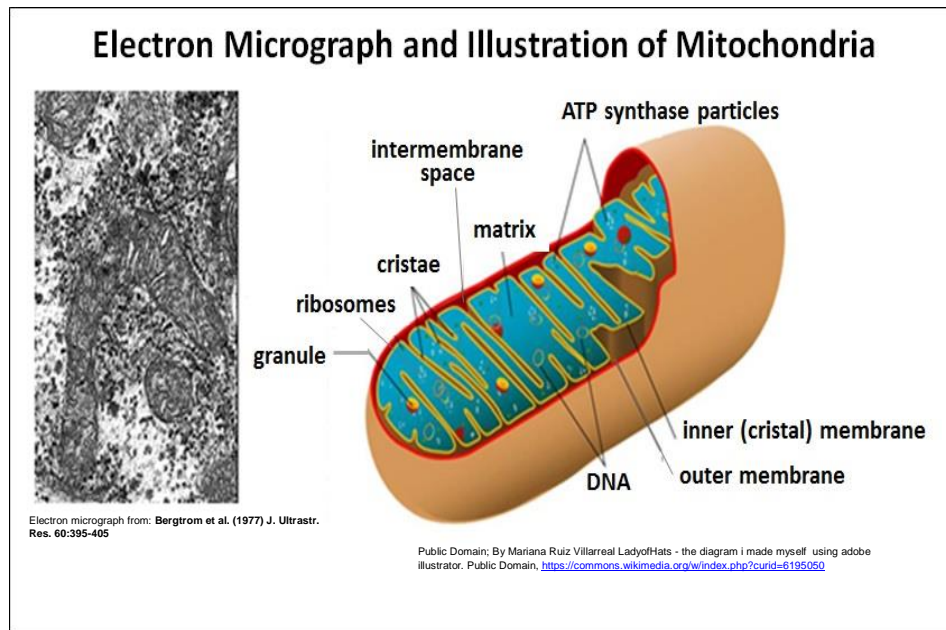 Electron Micrograph and Illustration of Mitochondria
ATP synthase particles
intermembrane
space
matrix
cristae
ribosomes
granule
inner (cristal) membrane
outer membrane
DNA
Electron micrograph from: Bergtrom et al. (1977) J. Ultrastr.
Res. 60:395-405
Public Domain; By Mariana Ruiz Villarreal LadyofHats - the diagram i made myself using adobe
illustrator. Public Domain, https://commons.wikimedia.org/w/index.php?curid=6195050